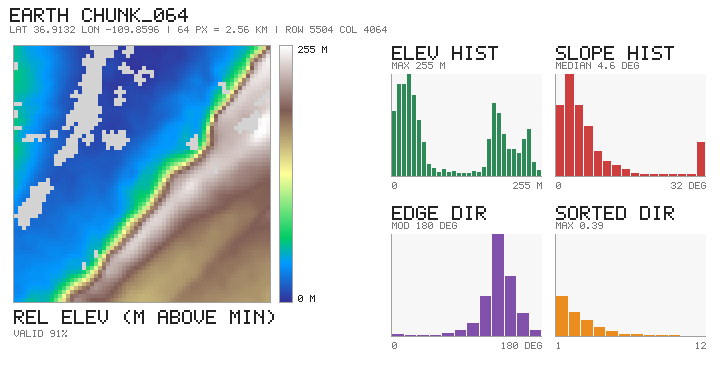 EARTH CHUNK_064
LAT 36.9132 LON -109.8596 | 64 PX = 2.56 KM | ROW 5504 COL 4064
255 M
0 M
REL ELEV (M ABOVE MIN)
VALID 91%
ELEV HIST
MAX 255 M
0 255 M
SLOPE HIST
MEDIAN 4.6 DEG
0 32 DEG
EDGE DIR
MOD 180 DEG
0 180 DEG
SORTED DIR
MAX 0.39
1 12